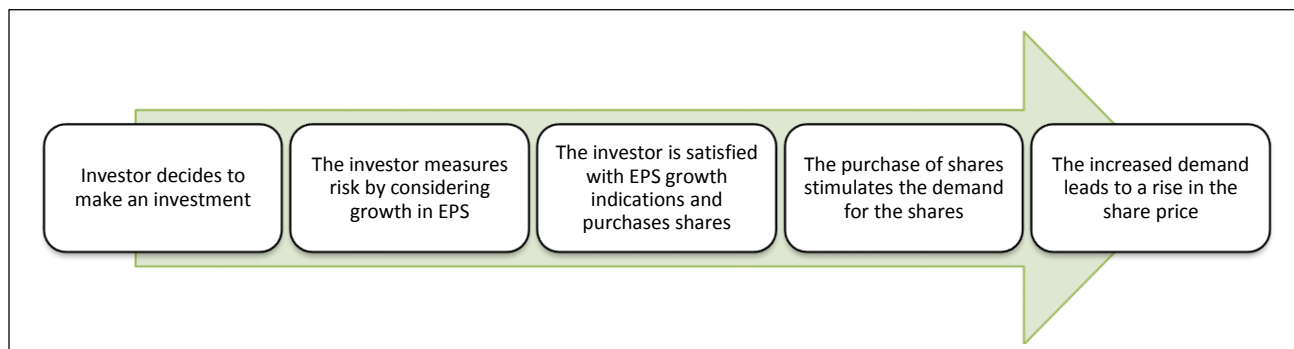 Investor decides to
make an investment
The investor measures
risk by considering
growth in EPS
The investor is satisfied
with EPS growth
indications and
purchases shares
The purchase of shares
stimulates the demand
for the shares
The increased demand
leads to a rise in the
share price